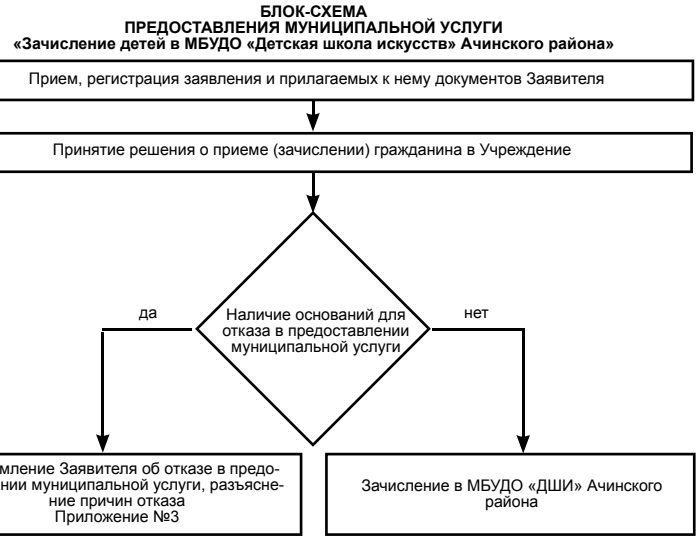 БЛОК-СХЕМА
ПРЕДОСТАВЛЕНИЯ МУНИЦИПАЛЬНОЙ УСЛУГИ
«Зачисление детей в МБУДО «Детская школа искусств» Ачинского района»
Прием, регистрация заявления и прилагаемых к нему документов Заявителя
Принятие решения о приеме (зачислении) гражданина в Учреждение
Наличие оснований для
отказа в предоставлении
муниципальной услуги
да
нет
Заявителя об отказе в предо-
муниципальной услуги, разъясне-
ние причин отказа
Приложение №3
Зачисление в МБУДО «ДШИ» Ачинского
района